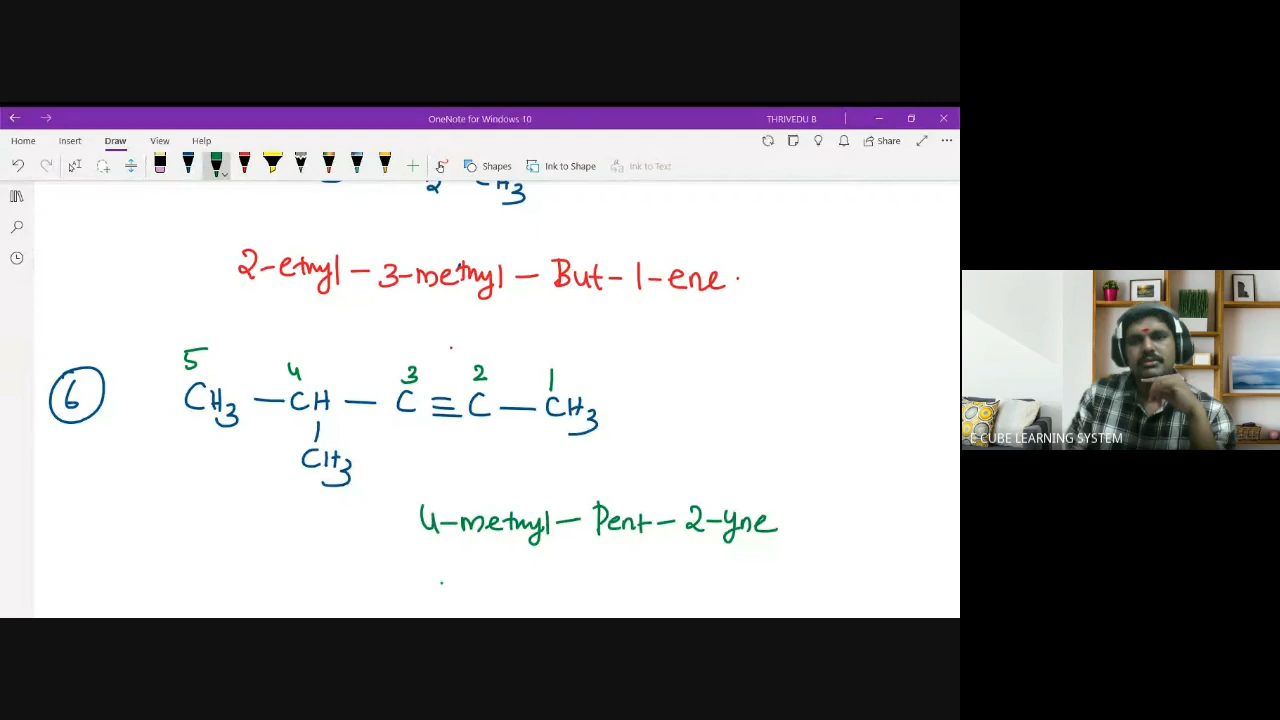 OneNote for Windows 10
THRIVEDU B
Home Insert Draw View Help
Share
Shapes Ink to Shape Ink to Text
2 CH3
2-ethyl-3-methyl-But-1-ene.
5 4 3 2 1
6 CH3-CH-C≡C-CH3
CH3
4-methyl-Pent-2-yne
E CUBE LEARNING SYSTEM